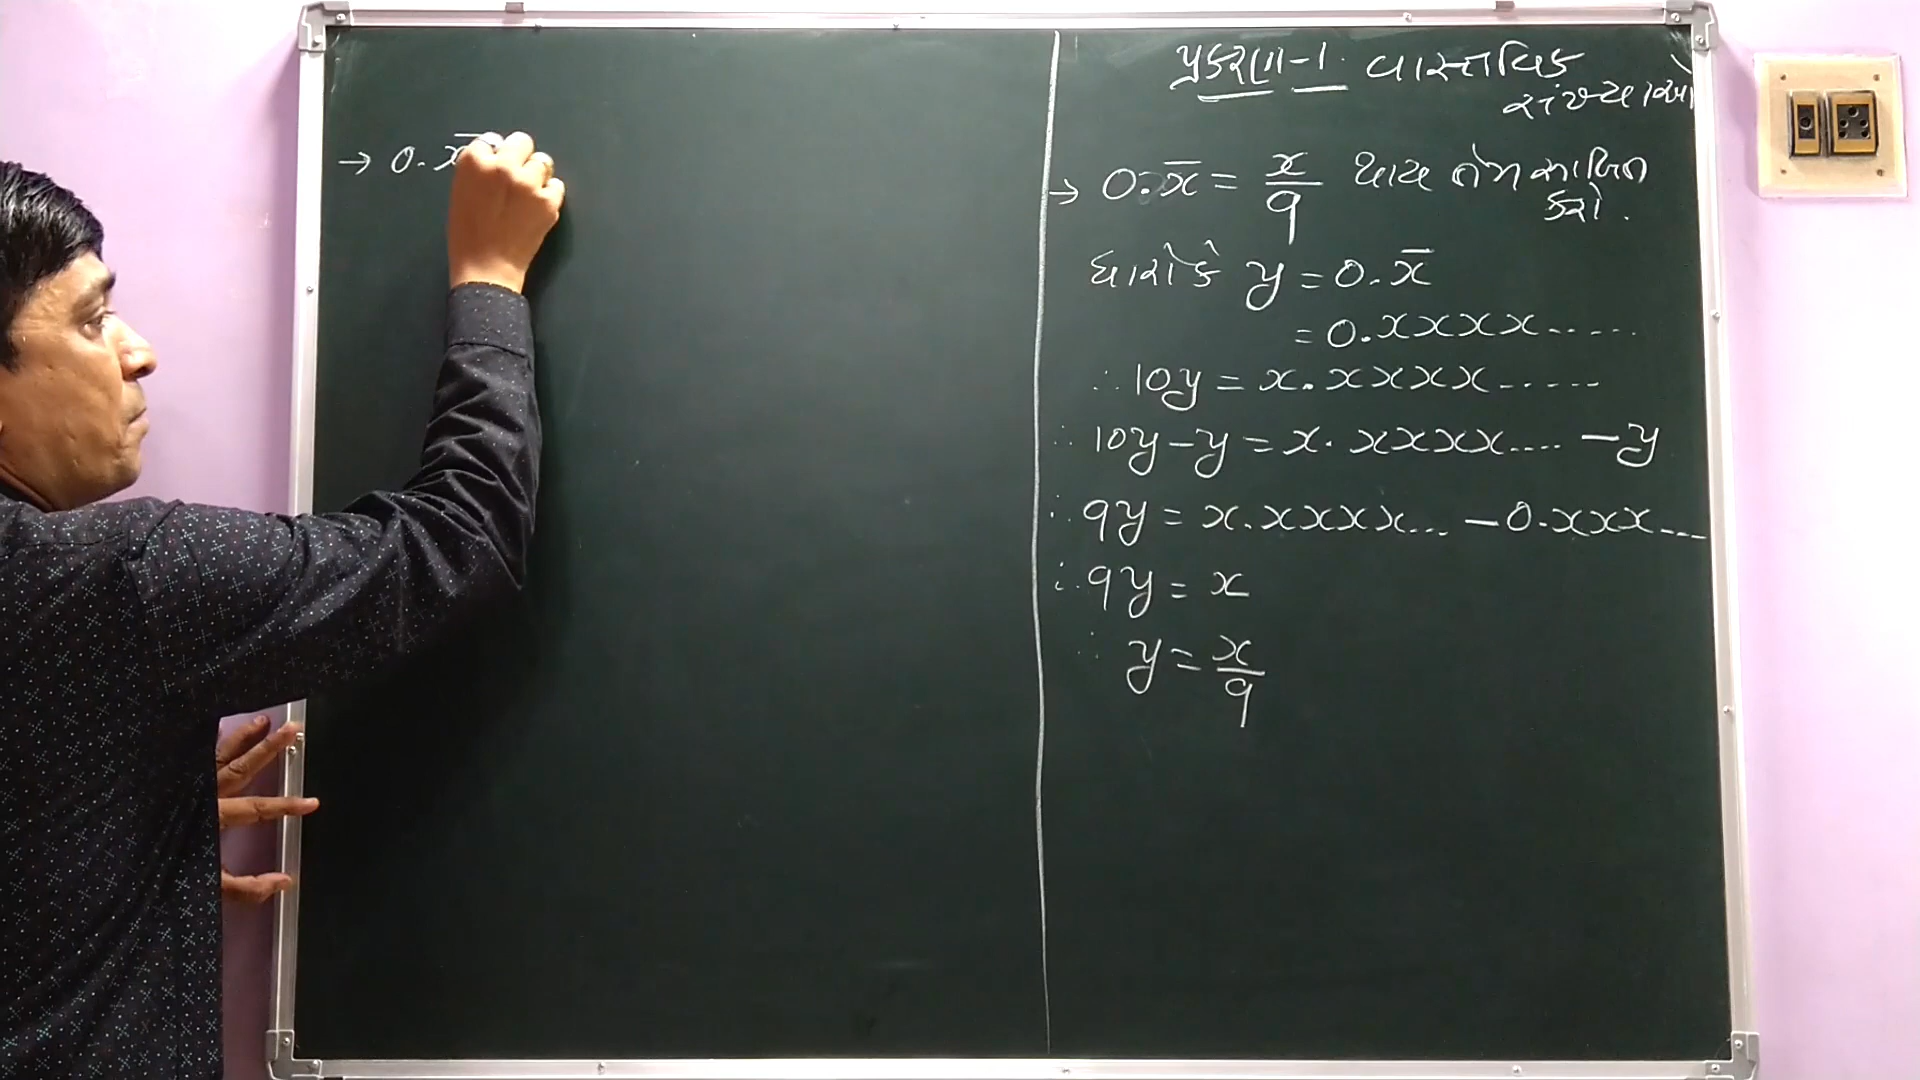 → 0.x̅
પ્રકરણ-1. વાસ્તવિક
સંખ્યાઓ
→ 0.x̅ = x/9 થાય તેમ સાબિત
કરો.
ધારો કે y = 0.x̅
= 0.xxxx.....
∴ 10y = x.xxxx.....
∴ 10y-y = x.xxxx.... -y
∴ 9y = x.xxxx... -0.xxx...
∴ 9y = x
∴ y = x/9